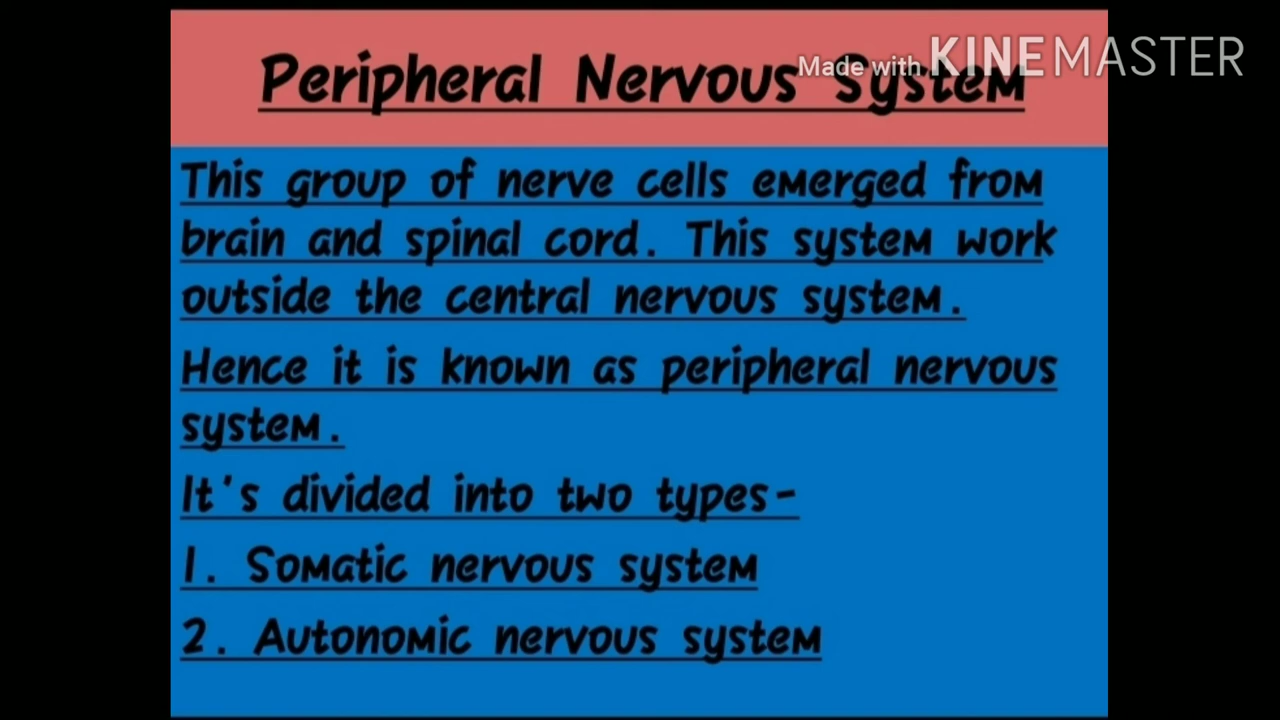 Made with KINEMASTER
Peripheral Nervous System
This group of nerve cells emerged from
brain and spinal cord. This system work
outside the central nervous system.
Hence it is known as peripheral nervous
system.
It's divided into two types-
1. Somatic nervous system
2. Autonomic nervous system